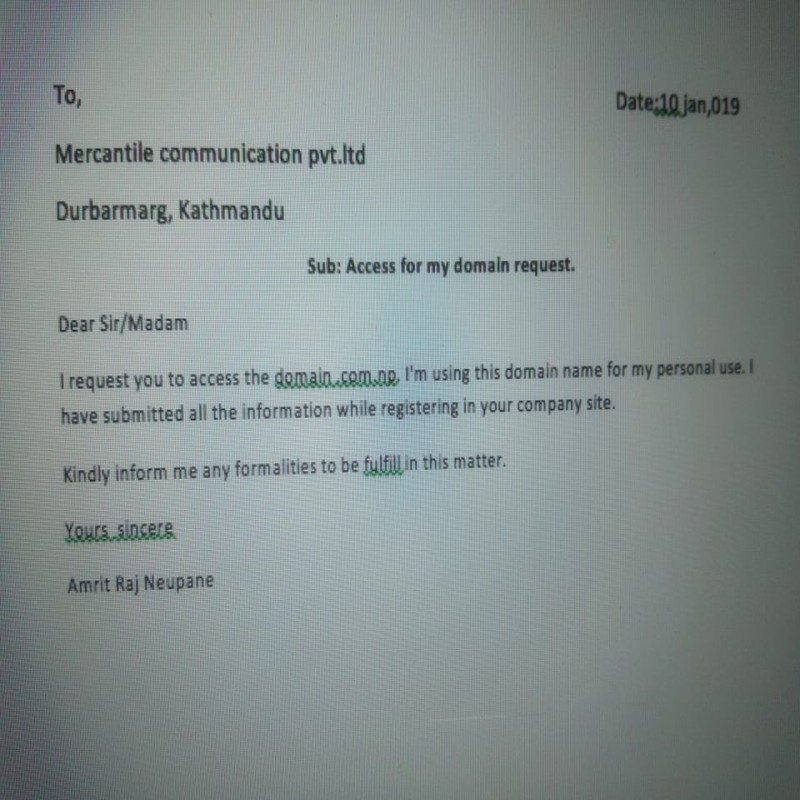 To,
Date:10 jan,019
Mercantile communication pvt.ltd
Durbarmarg, Kathmandu
Sub: Access for my domain request.
Dear Sir/Madam
I request you to access the domain .com.np. I'm using this domain name for my personal use. I
have submitted all the information while registering in your company site.
Kindly inform me any formalities to be fulfill in this matter.
Yours sincere
Amrit Raj Neupane